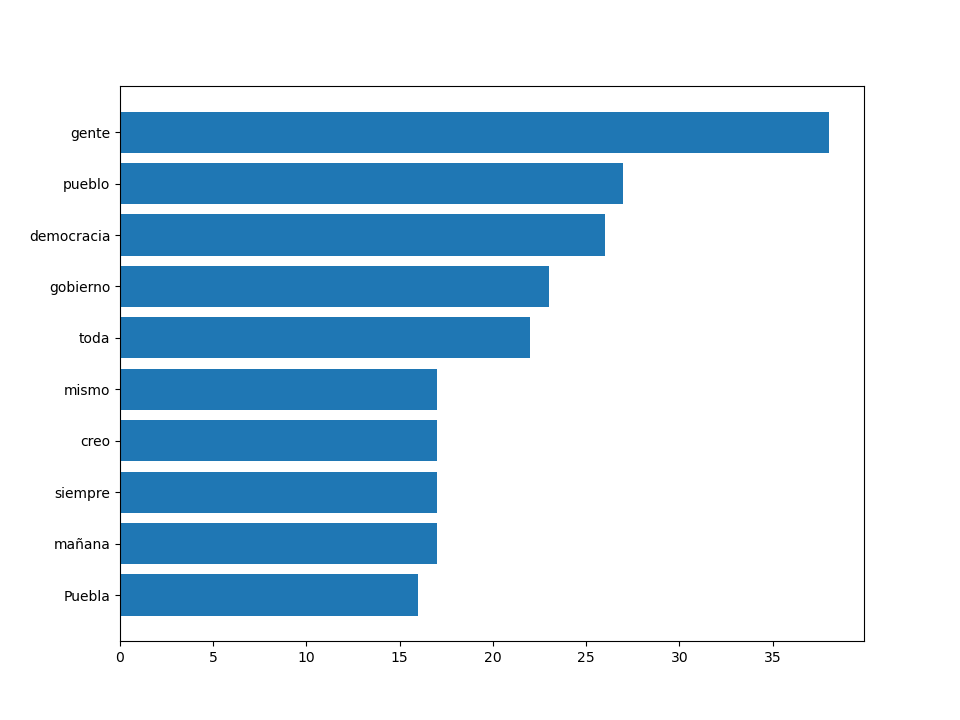 gente
pueblo
democracia
gobierno
toda
mismo
creo
siempre
mañana
Puebla
0 5 10 15 20 25 30 35